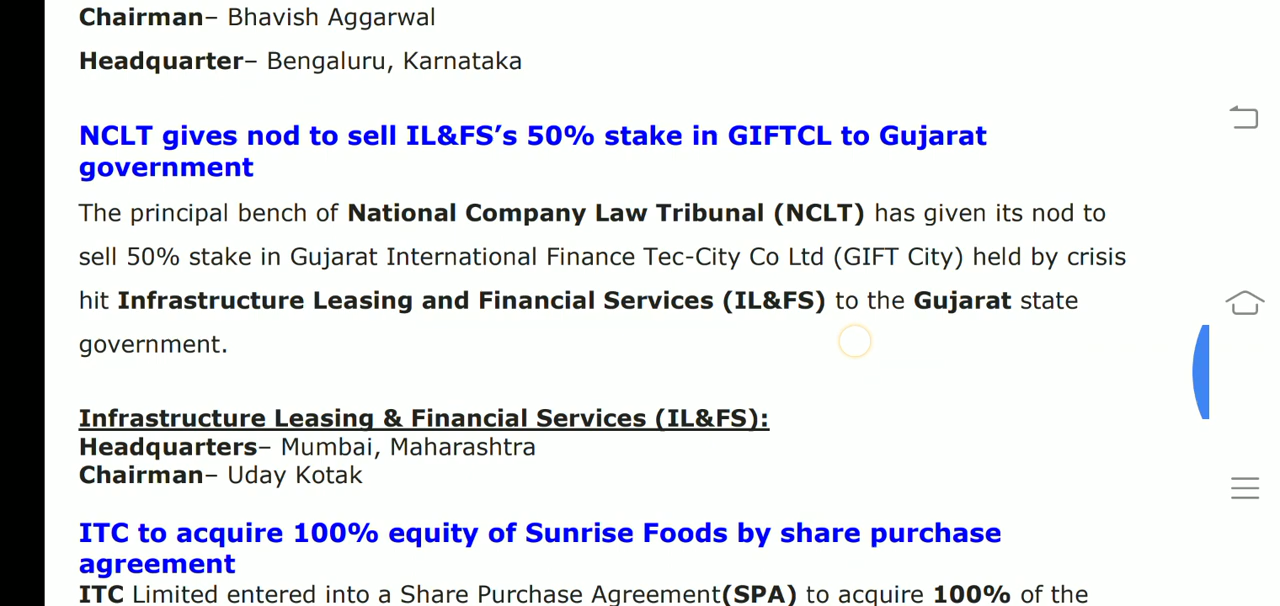 Chairman– Bhavish Aggarwal
Headquarter– Bengaluru, Karnataka
NCLT gives nod to sell IL&FS’s 50% stake in GIFTCL to Gujarat
government
The principal bench of National Company Law Tribunal (NCLT) has given its nod to
sell 50% stake in Gujarat International Finance Tec-City Co Ltd (GIFT City) held by crisis
hit Infrastructure Leasing and Financial Services (IL&FS) to the Gujarat state
government.
Infrastructure Leasing & Financial Services (IL&FS):
Headquarters– Mumbai, Maharashtra
Chairman– Uday Kotak
ITC to acquire 100% equity of Sunrise Foods by share purchase
agreement
ITC Limited entered into a Share Purchase Agreement(SPA) to acquire 100% of the